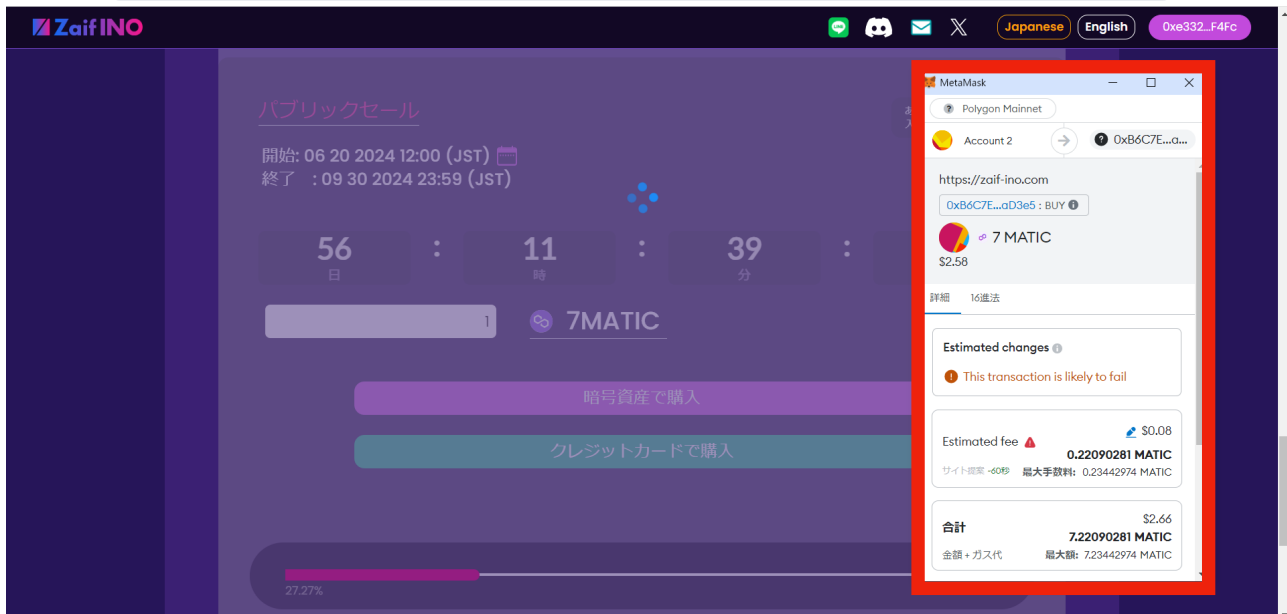 Zaif INO
Japanese
English
0xe332...F4Fc
パブリックセール
開始: 06 20 2024 12:00 (JST)
終了 : 09 30 2024 23:59 (JST)
56 : 11 : 39 :
日 時 分
1 7MATIC
暗号資産で購入
クレジットカードで購入
27.27%
MetaMask
Polygon Mainnet
Account 2
0xB6C7E...a...
https://zaif-ino.com
0xB6C7E...aD3e5 : BUY
7 MATIC
$2.58
詳細 16進法
Estimated changes
This transaction is likely to fail
Estimated fee $0.08
0.22090281 MATIC
サイト提案 ~60秒 最大手数料: 0.23442974 MATIC
合計 $2.66
7.22090281 MATIC
金額 + ガス代 最大額: 7.23442974 MATIC